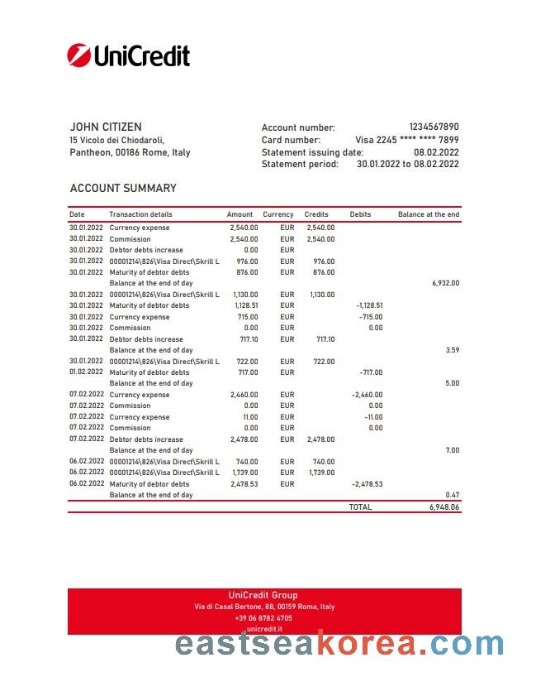 UniCredit
JOHN CITIZEN
15 Vicolo dei Chiodaroli,
Pantheon, 00186 Rome, Italy
Account number: 1234567890
Card number: Visa 2245 **** **** 7899
Statement issuing date: 08.02.2022
Statement period: 30.01.2022 to 08.02.2022
ACCOUNT SUMMARY
Date Transaction details Amount Currency Credits Debits Balance at the end
30.01.2022 Currency expense 2,540.00 EUR 2,540.00
30.01.2022 Commission 2,540.00 EUR 2,540.00
30.01.2022 Debtor debts increase 0.00 EUR
30.01.2022 00001214\826\Visa Direct\Skrill L 976.00 EUR 976.00
30.01.2022 Maturity of debtor debts 876.00 EUR 876.00
Balance at the end of day 6,932.00
30.01.2022 00001214\826\Visa Direct\Skrill L 1,130.00 EUR 1,130.00
30.01.2022 Maturity of debtor debts 1,128.51 EUR -1,128.51
30.01.2022 Currency expense 715.00 EUR -715.00
30.01.2022 Commission 0.00 EUR 0.00
30.01.2022 Debtor debts increase 717.10 EUR 717.10
Balance at the end of day 3.59
30.01.2022 00001214\826\Visa Direct\Skrill L 722.00 EUR 722.00
01.02.2022 Maturity of debtor debts 717.00 EUR -717.00
Balance at the end of day 5.00
07.02.2022 Currency expense 2,460.00 EUR -2,460.00
07.02.2022 Commission 0.00 EUR 0.00
07.02.2022 Currency expense 11.00 EUR -11.00
07.02.2022 Commission 0.00 EUR 0.00
07.02.2022 Debtor debts increase 2,478.00 EUR 2,478.00
Balance at the end of day 7.00
06.02.2022 00001214\826\Visa Direct\Skrill L 740.00 EUR 740.00
06.02.2022 00001214\826\Visa Direct\Skrill L 1,739.00 EUR 1,739.00
06.02.2022 Maturity of debtor debts 2,478.53 EUR -2,478.53
Balance at the end of day 0.47
TOTAL 6,948.06
UniCredit Group
Via di Casal Bertone, 88, 00159 Roma, Italy
+39 06 8782 4705
unicredit.it
eastseakorea.com